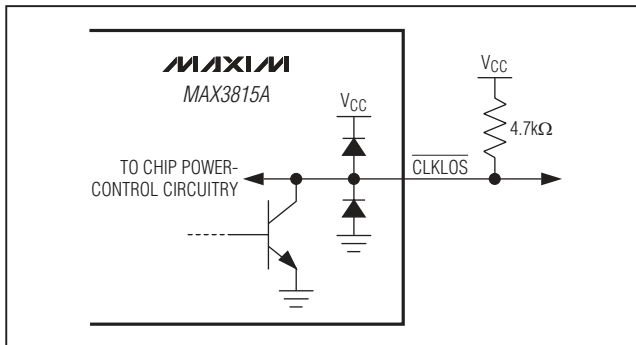 MAXIM
MAX3815A
VCC
VCC
4.7kΩ
TO CHIP POWER-
CONTROL CIRCUITRY
CLKLOS